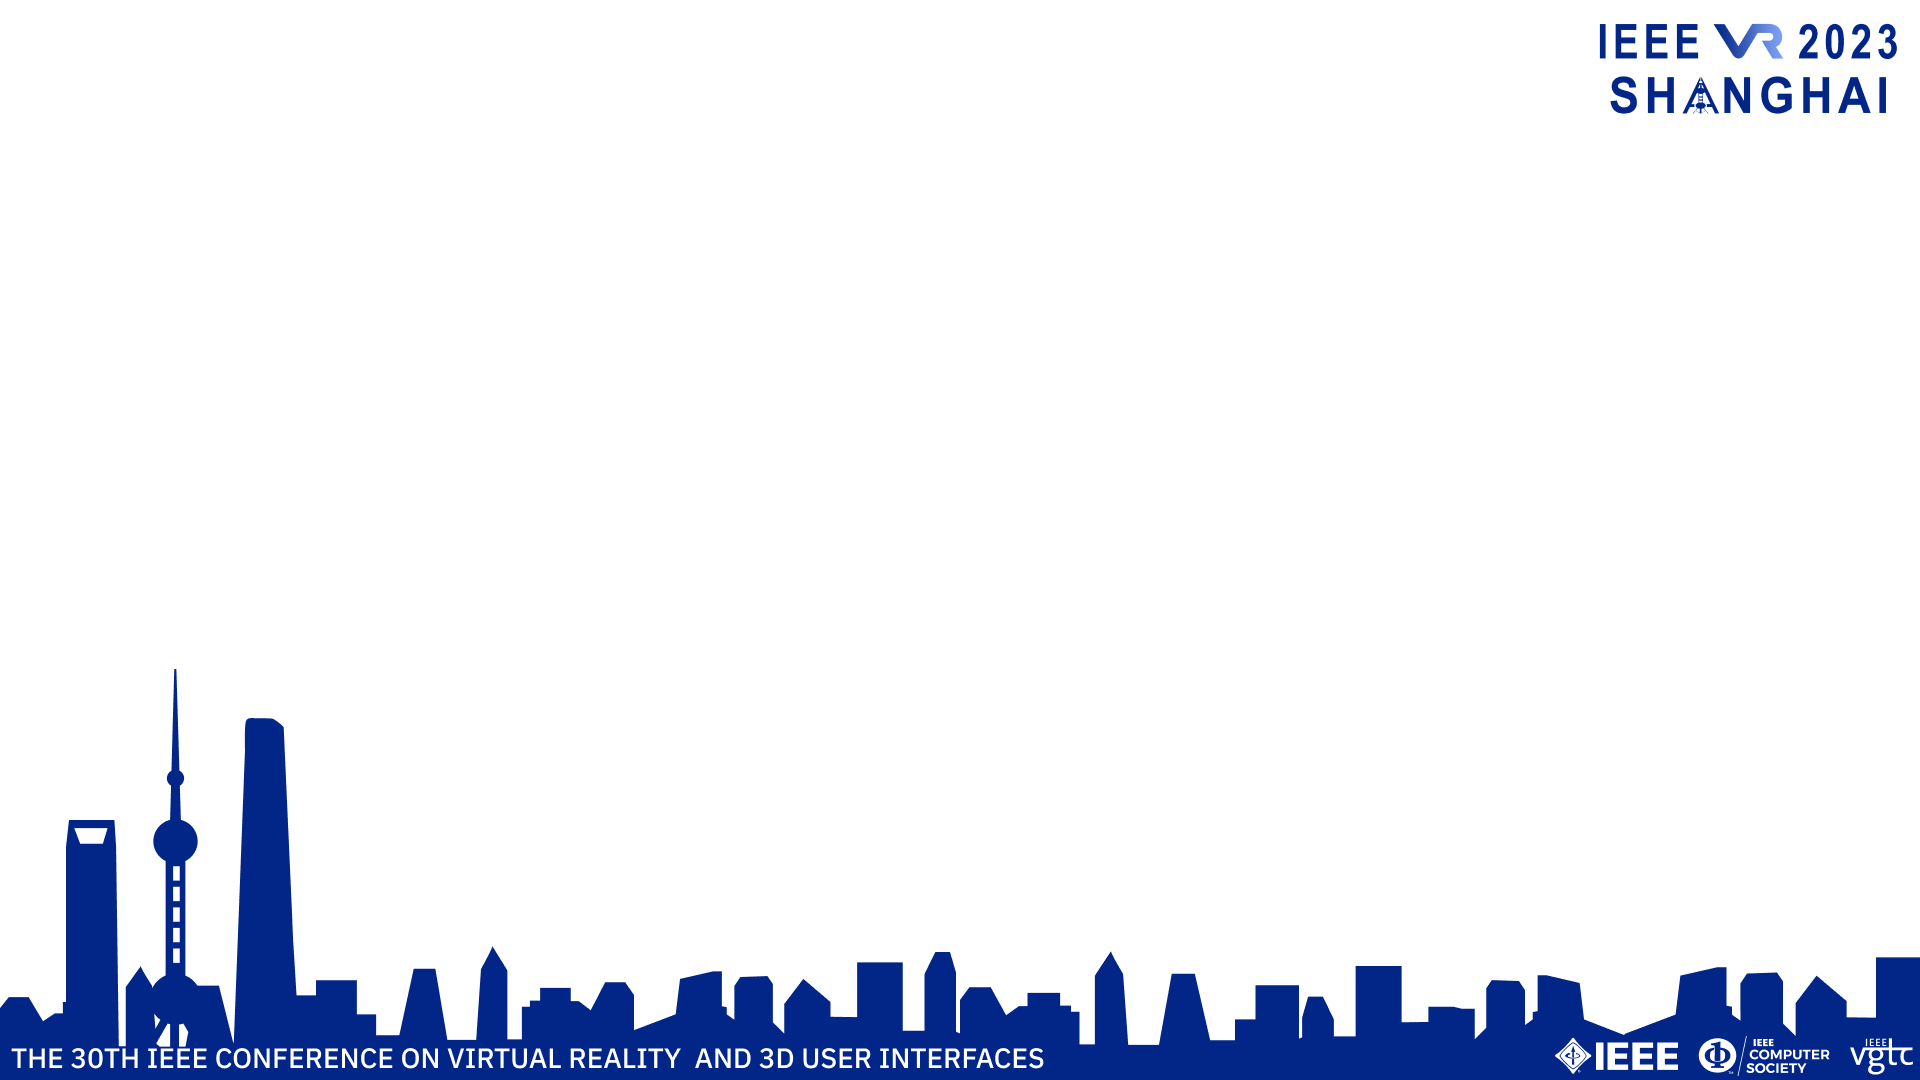 IEEE VR 2023
SHANGHAI
THE 30TH IEEE CONFERENCE ON VIRTUAL REALITY  AND 3D USER INTERFACES
IEEE
IEEE
COMPUTER
SOCIETY
IEEE
vgtc